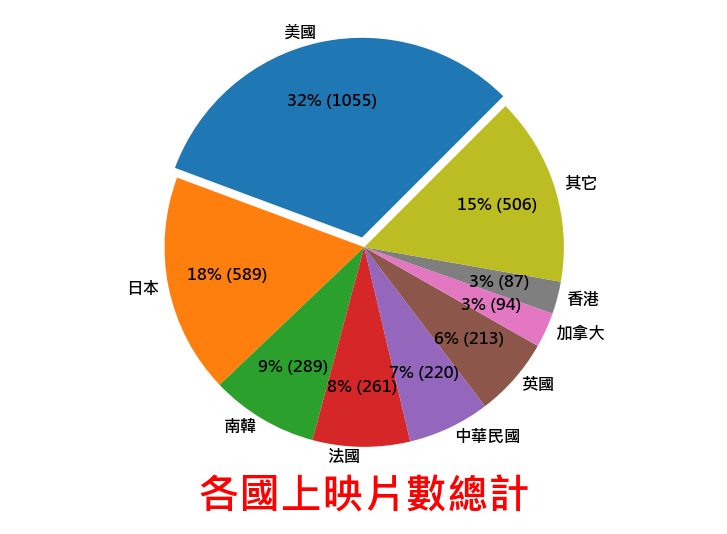 美國
32% (1055)
其它
15% (506)
日本
18% (589)
3% (87)
香港
3% (94)
加拿大
6% (213)
英國
9% (289)
7% (220)
8% (261)
南韓
中華民國
法國
各國上映片數總計